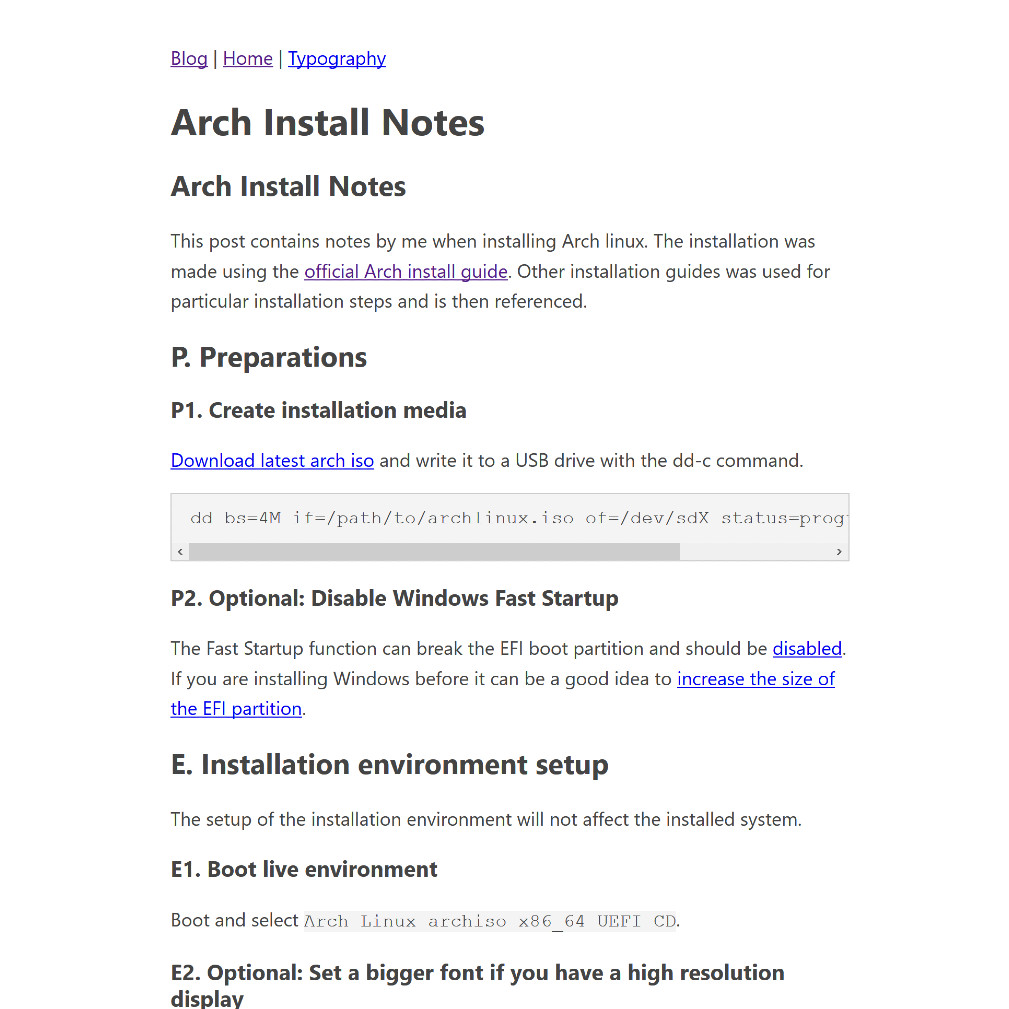 Blog | Home | Typography
Arch Install Notes
Arch Install Notes
This post contains notes by me when installing Arch linux. The installation was
made using the official Arch install guide. Other installation guides was used for
particular installation steps and is then referenced.
P. Preparations
P1. Create installation media
Download latest arch iso and write it to a USB drive with the dd-c command.
dd bs=4M if=/path/to/archlinux.iso of=/dev/sdX status=prog
P2. Optional: Disable Windows Fast Startup
The Fast Startup function can break the EFI boot partition and should be disabled.
If you are installing Windows before it can be a good idea to increase the size of
the EFI partition.
E. Installation environment setup
The setup of the installation environment will not affect the installed system.
E1. Boot live environment
Boot and select Arch Linux archiso x86_64 UEFI CD.
E2. Optional: Set a bigger font if you have a high resolution
display